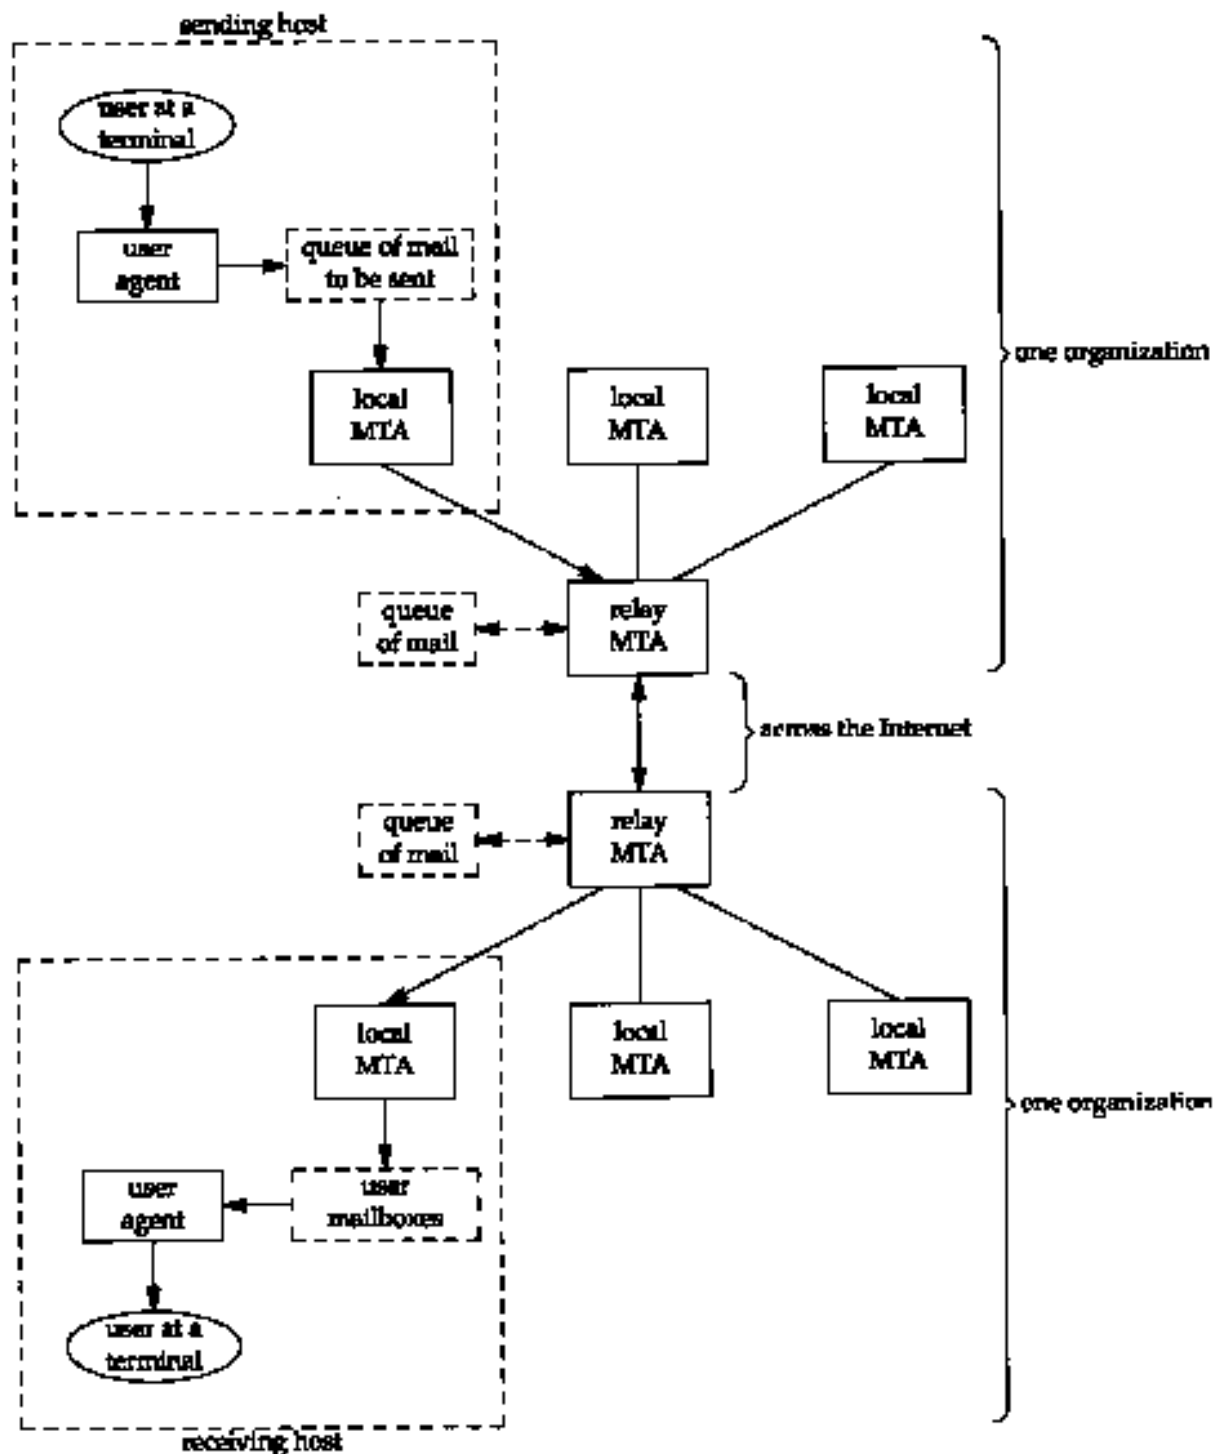 sending host
user at a
terminal
user
agent
queue of mail
to be sent
one organization
local
MTA
local
MTA
local
MTA
queue
of mail
relay
MTA
across the Internet
queue
of mail
relay
MTA
local
MTA
local
MTA
local
MTA
one organization
user
agent
user
mailboxes
user at a
terminal
receiving host